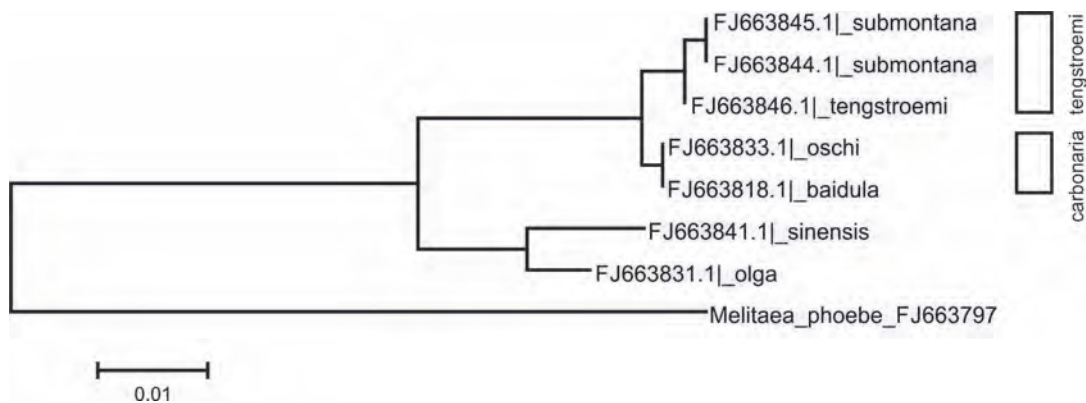 FJ663845.1|_submontana
FJ663844.1|_submontana
FJ663846.1|_tengstroemi
FJ663833.1|_oschi
FJ663818.1|_baidula
FJ663841.1|_sinensis
FJ663831.1|_olga
Melitaea_phoebe_FJ663797
0.01
tengstroemi
carbonaria